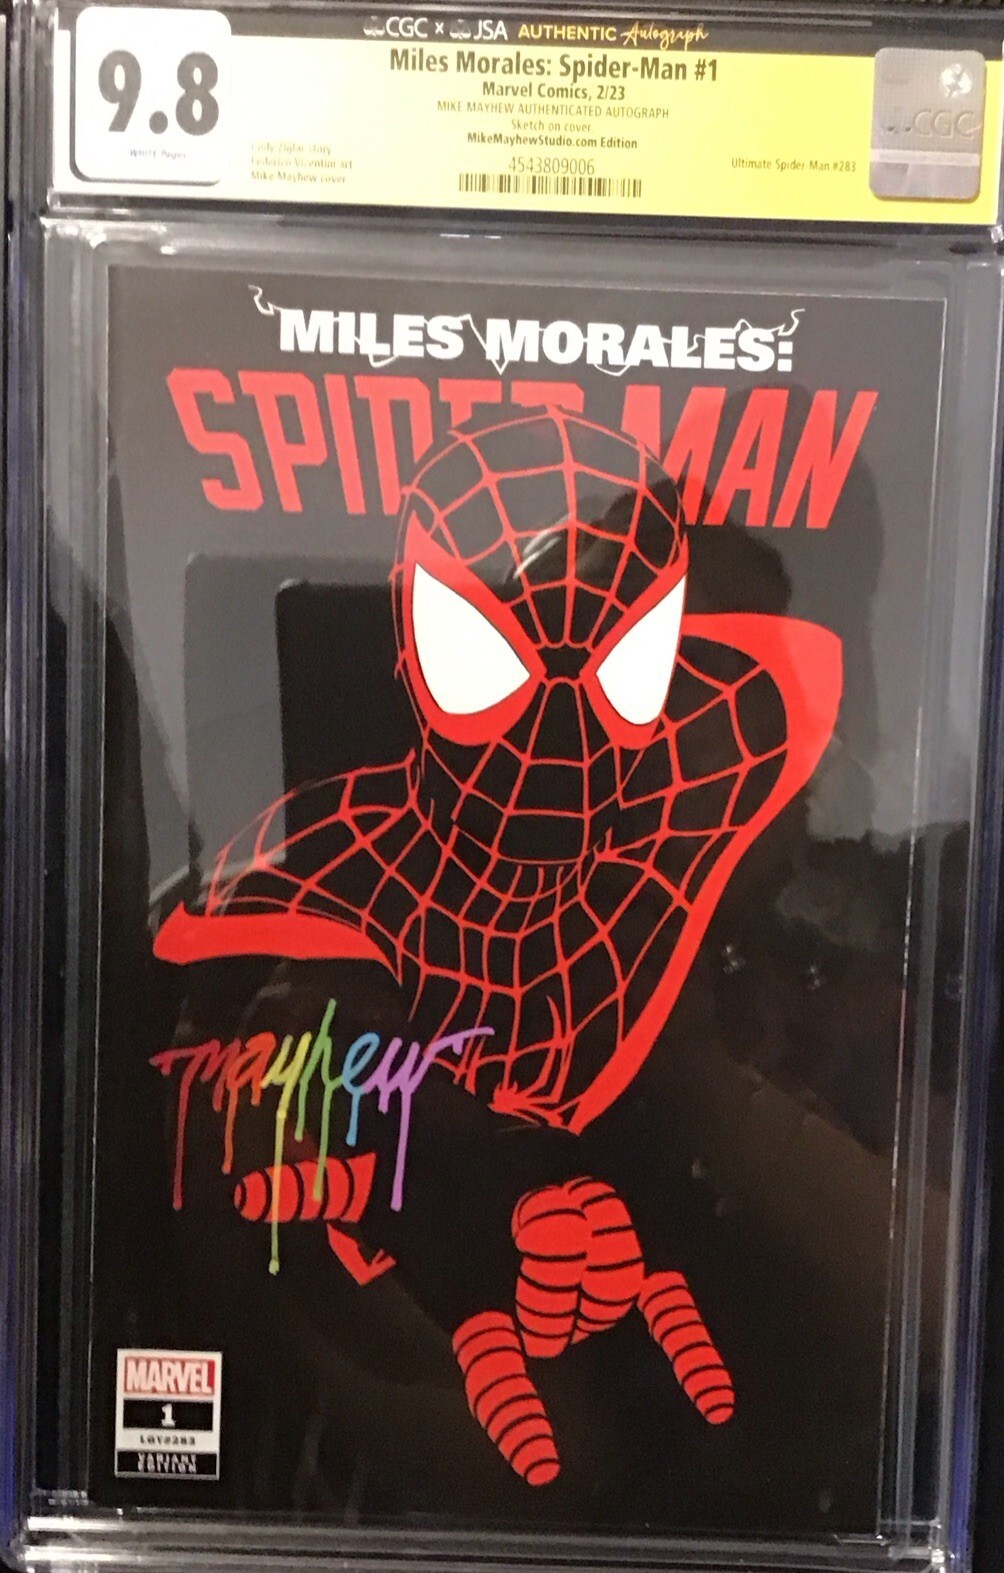 CGC x JSA AUTHENTIC Autograph
9.8
WHITE Pages
Miles Morales: Spider-Man #1
Marvel Comics, 2/23
MIKE MAYHEW AUTHENTICATED AUTOGRAPH
Sketch on cover.
MikeMayhewStudio.com Edition
Cody Ziglar story
Federico Vicentini art
Mike Mayhew cover
4543809006
Ultimate Spider-Man #283
CGC
MILES MORALES:
SPIDER-MAN
mayhew
MARVEL
1
LGY#283
VARIANT
EDITION